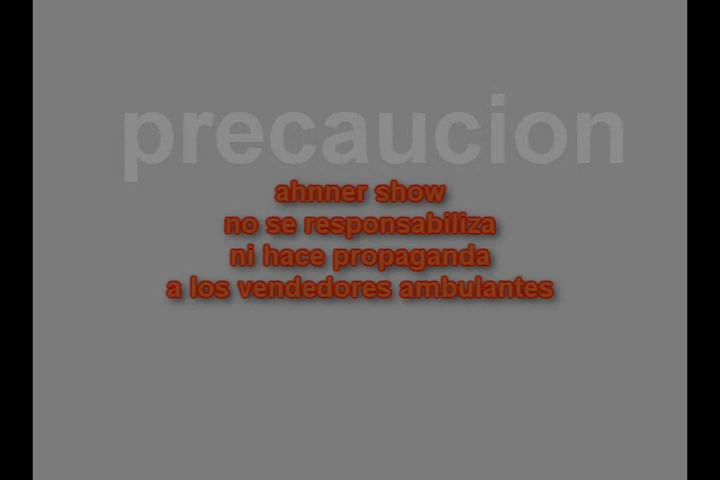 precaucion
ahnner show
no se responsabiliza
ni hace propaganda
a los vendedores ambulantes